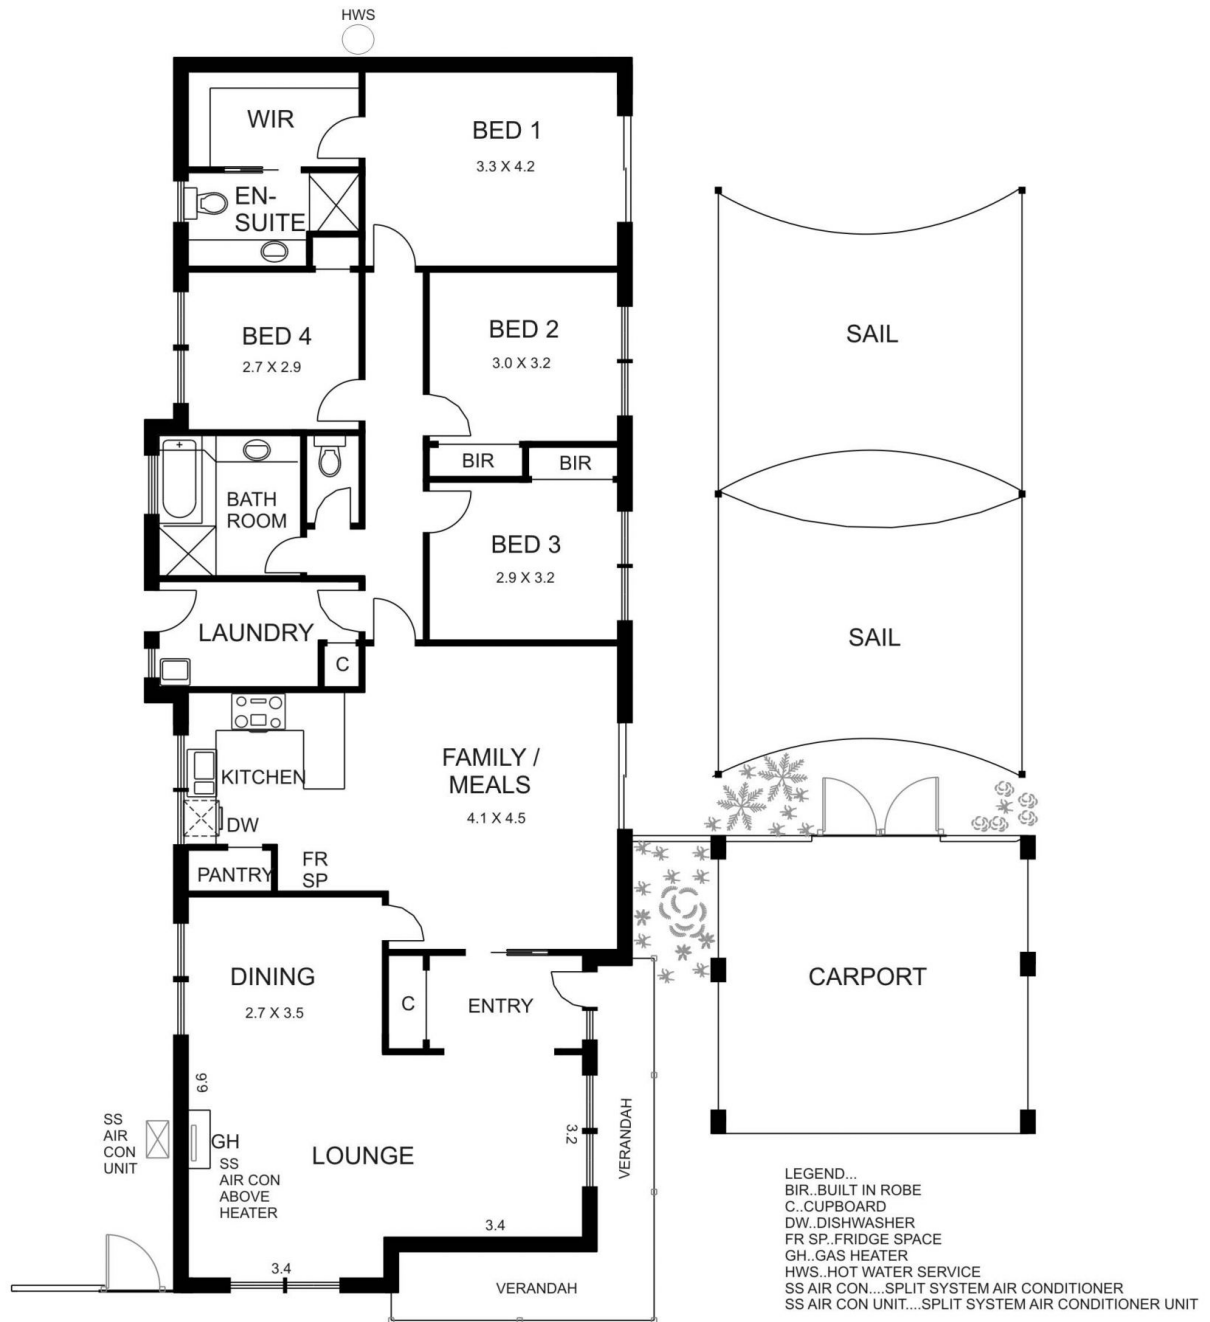 HWS
WIR
BED 1
3.3 X 4.2
EN-
SUITE
BED 4
2.7 X 2.9
BED 2
3.0 X 3.2
SAIL
BIR
BIR
BATH
ROOM
BED 3
2.9 X 3.2
LAUNDRY
C
SAIL
KITCHEN
DW
PANTRY
FR
SP
FAMILY /
MEALS
4.1 X 4.5
DINING
2.7 X 3.5
C
ENTRY
CARPORT
6.6
SS
AIR
CON
UNIT
GH
SS
AIR CON
ABOVE
HEATER
LOUNGE
3.2
VERANDAH
3.4
3.4
VERANDAH
LEGEND...
BIR..BUILT IN ROBE
C..CUPBOARD
DW..DISHWASHER
FR SP..FRIDGE SPACE
GH..GAS HEATER
HWS..HOT WATER SERVICE
SS AIR CON....SPLIT SYSTEM AIR CONDITIONER
SS AIR CON UNIT....SPLIT SYSTEM AIR CONDITIONER UNIT